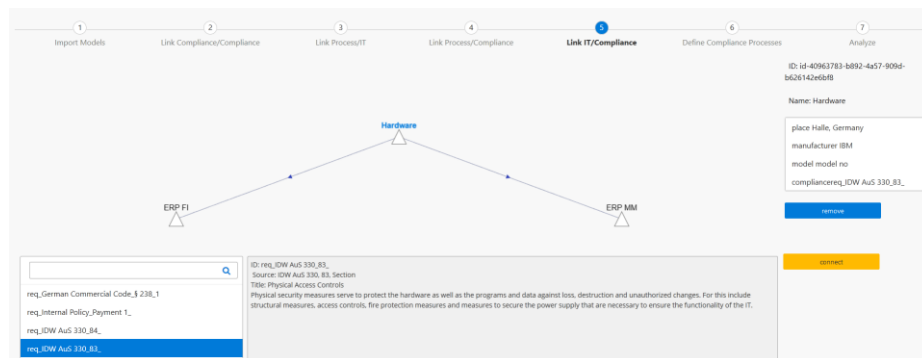 1 2 3 4 5 6 7
Import Models Link Compliance/Compliance Link Process/IT Link Process/Compliance Link IT/Compliance Define Compliance Processes Analyze
ID: id-40963783-b892-4a57-909d-
b626142e6bf8
Name: Hardware
Hardware
ERP FI
ERP MM
place Halle, Germany
manufacturer IBM
model model no
compliancereq_IDW AuS 330_83_
remove
connect
req_German Commercial Code_§ 238_1
req_Internal Policy_Payment 1_
req_IDW AuS 330_84_
req_IDW AuS 330_83_
ID: req_IDW AuS 330_83_
Source: IDW AuS 330, 83, Section
Title: Physical Access Controls
Physical security measures serve to protect the hardware as well as the programs and data against loss, destruction and unauthorized changes. For this include
structural measures, access controls, fire protection measures and measures to secure the power supply that are necessary to ensure the functionality of the IT.